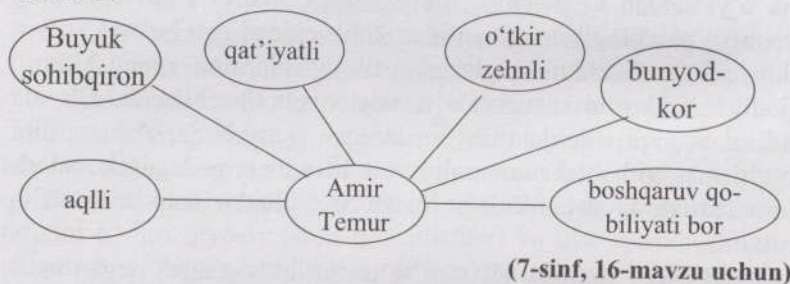 Buyuk
sohibqiron
qat’iyatli
o‘tkir
zehnli
bunyod-
kor
aqlli
Amir
Temur
boshqaruv qo-
biliyati bor
(7-sinf, 16-mavzu uchun)